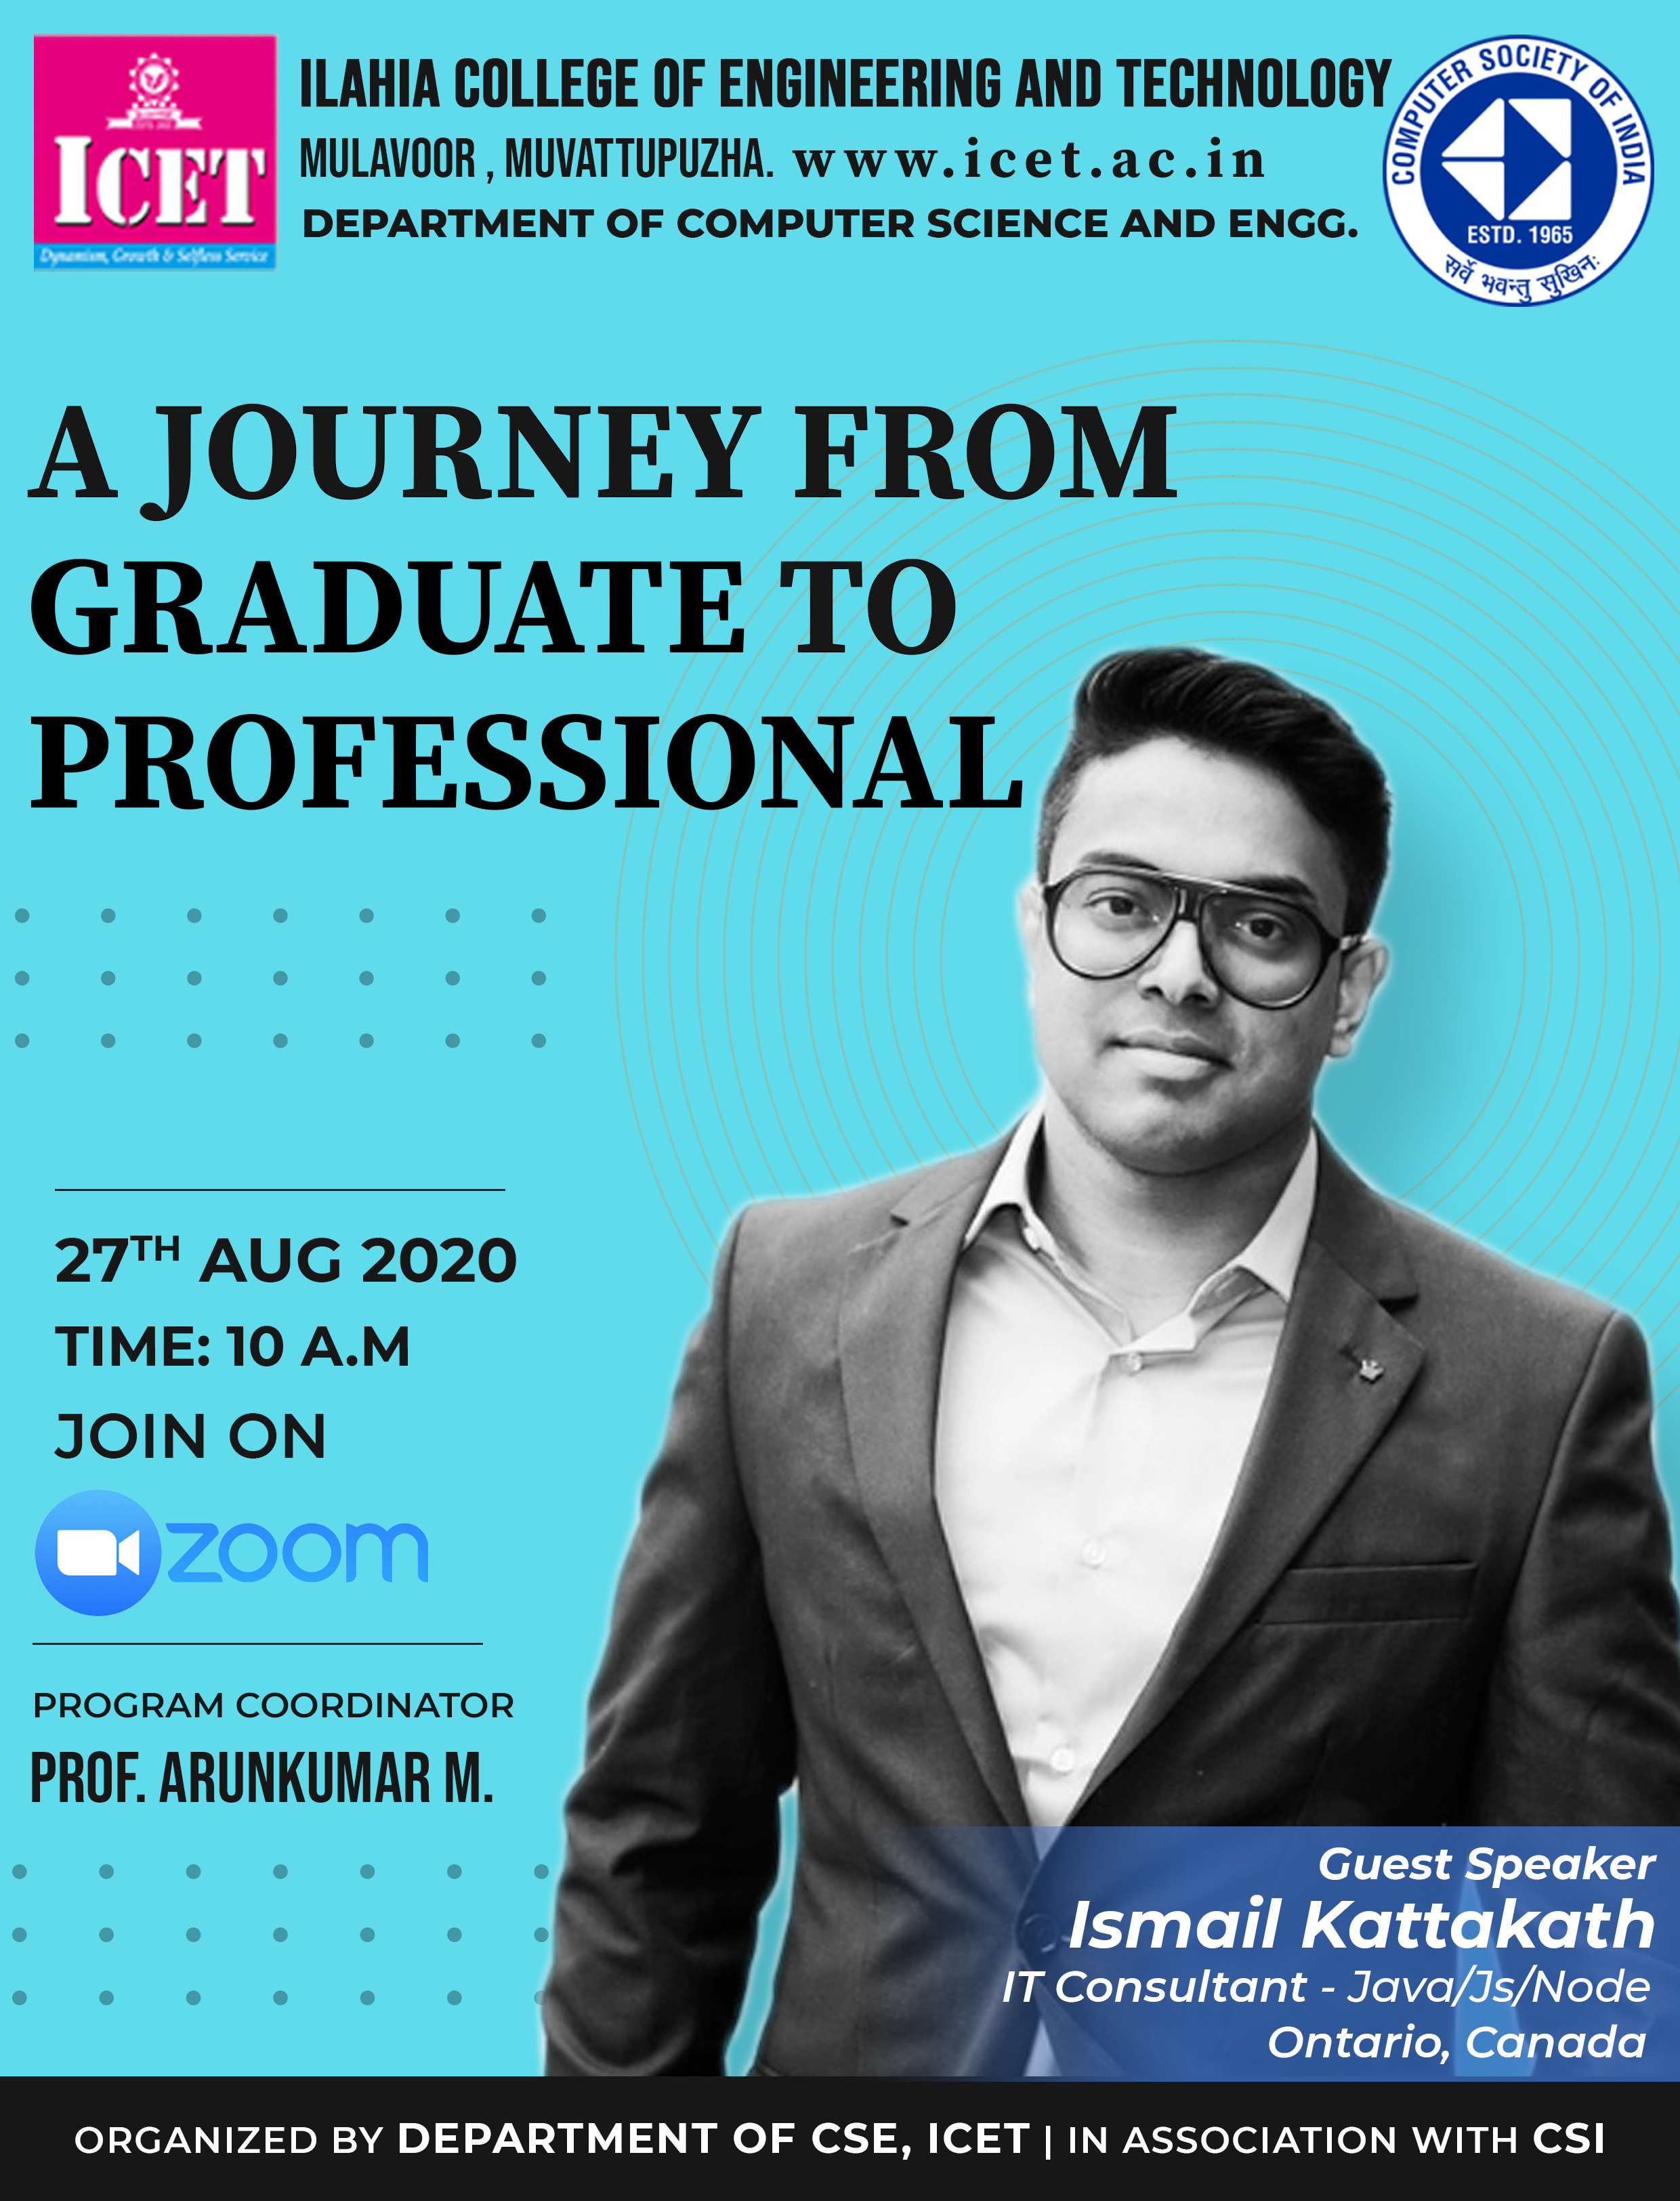 ICET
Dynamism, Growth & Selfless Service
ILAHIA COLLEGE OF ENGINEERING AND TECHNOLOGY
MULAVOOR , MUVATTUPUZHA. www.icet.ac.in
DEPARTMENT OF COMPUTER SCIENCE AND ENGG.
COMPUTER SOCIETY OF INDIA
ESTD. 1965
सर्वे भवन्तु सुखिनः
A JOURNEY FROM
GRADUATE TO
PROFESSIONAL
27TH AUG 2020
TIME: 10 A.M
JOIN ON
zoom
PROGRAM COORDINATOR
PROF. ARUNKUMAR M.
Guest Speaker
Ismail Kattakath
IT Consultant - Java/Js/Node
Ontario, Canada
ORGANIZED BY DEPARTMENT OF CSE, ICET | IN ASSOCIATION WITH CSI